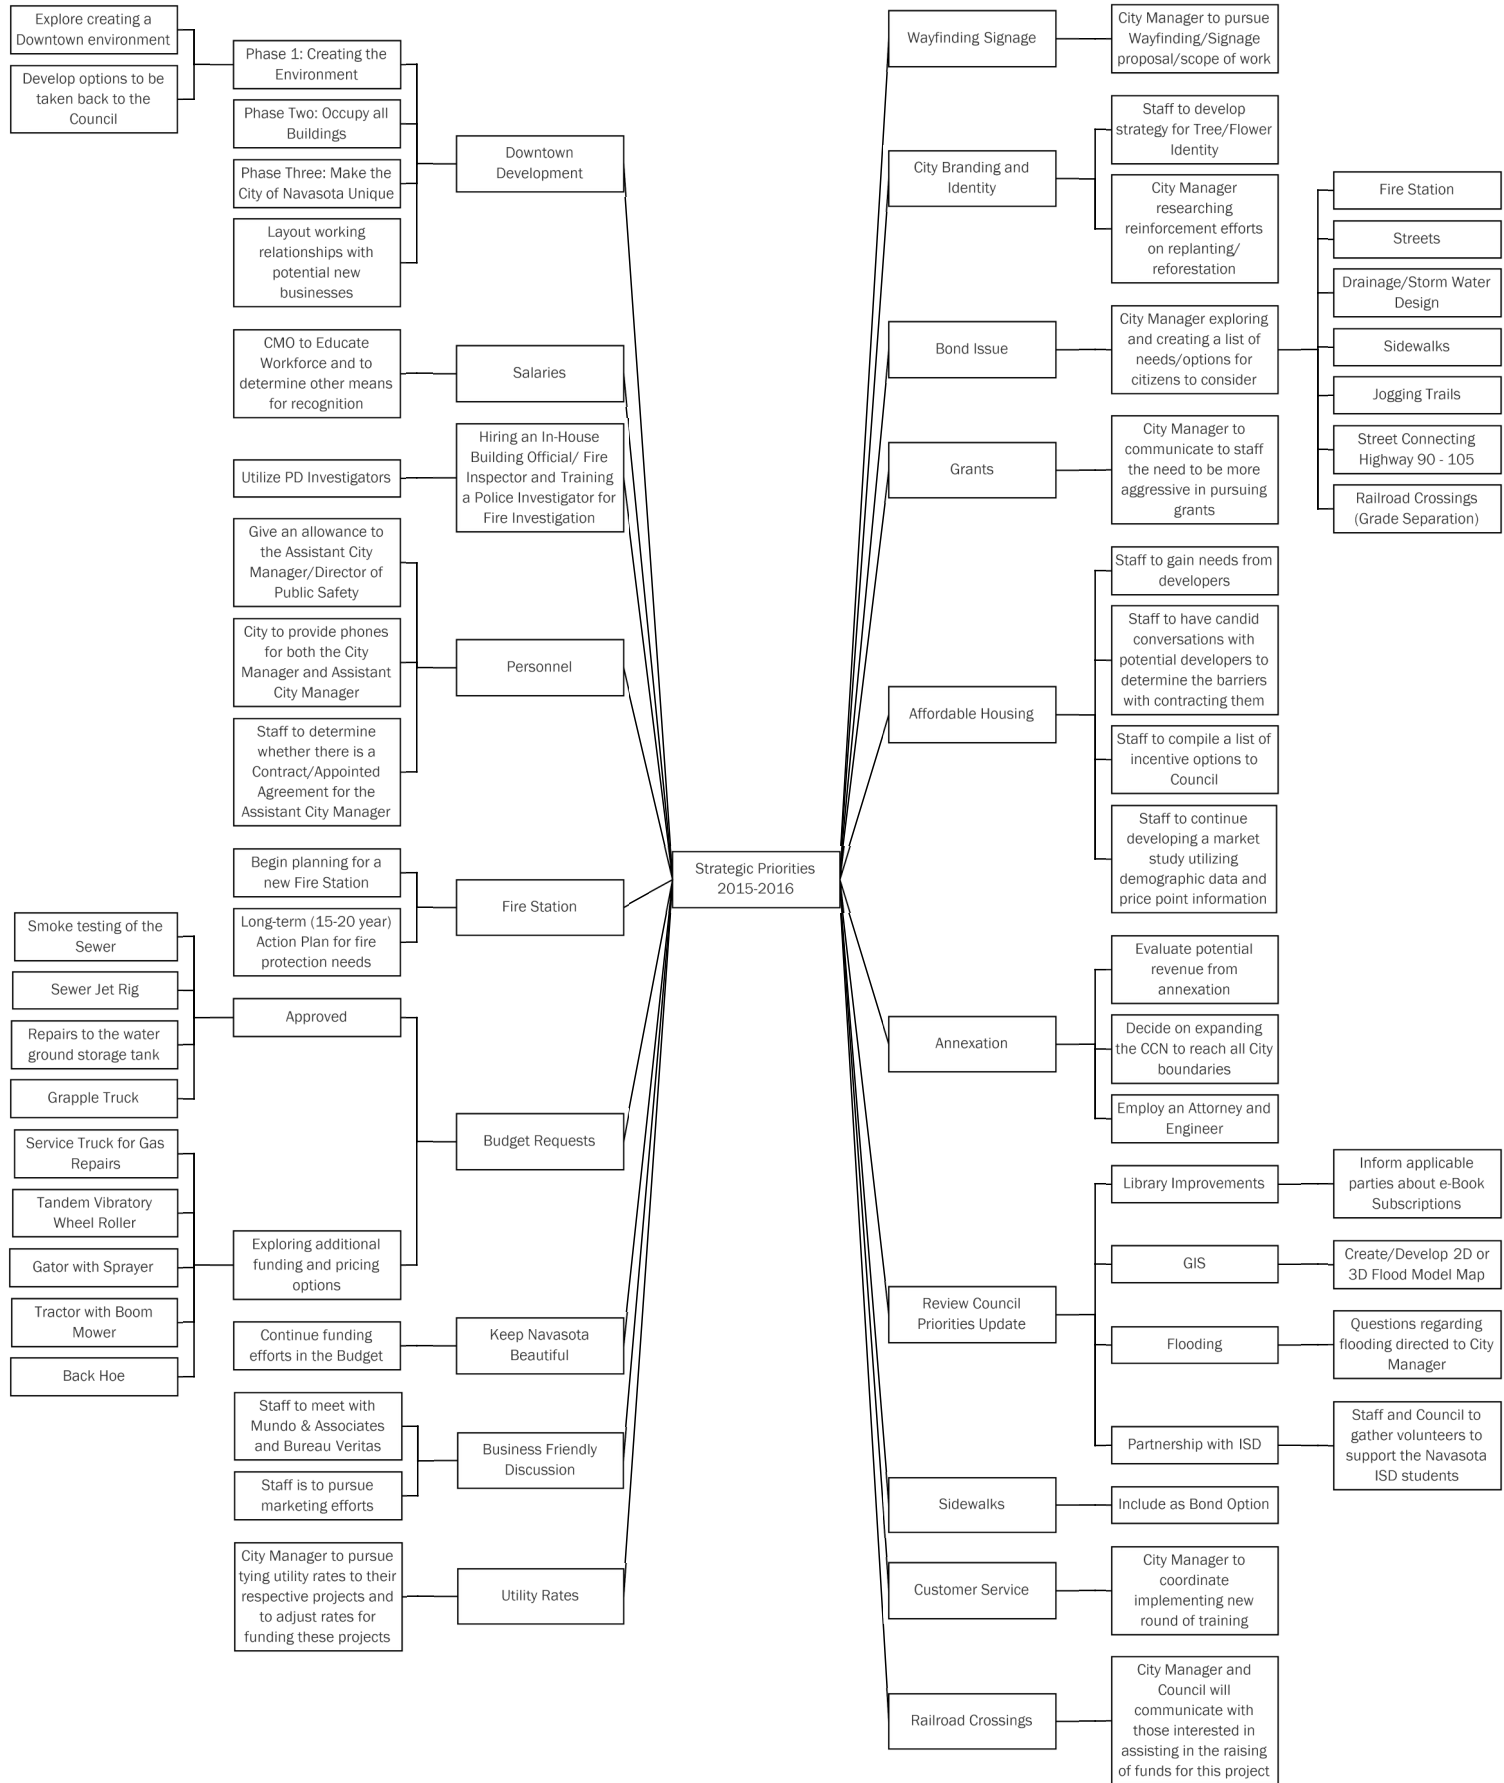 Strategic Priorities
2015-2016
Downtown
Development
Phase 1: Creating the
Environment
Explore creating a
Downtown environment
Develop options to be
taken back to the
Council
Phase Two: Occupy all
Buildings
Phase Three: Make the
City of Navasota Unique
Layout working
relationships with
potential new
businesses
Salaries
CMO to Educate
Workforce and to
determine other means
for recognition
Hiring an In-House
Building Official/ Fire
Inspector and Training
a Police Investigator for
Fire Investigation
Utilize PD Investigators
Personnel
Give an allowance to
the Assistant City
Manager/Director of
Public Safety
City to provide phones
for both the City
Manager and Assistant
City Manager
Staff to determine
whether there is a
Contract/Appointed
Agreement for the
Assistant City Manager
Fire Station
Begin planning for a
new Fire Station
Long-term (15-20 year)
Action Plan for fire
protection needs
Budget Requests
Approved
Smoke testing of the
Sewer
Sewer Jet Rig
Repairs to the water
ground storage tank
Grapple Truck
Exploring additional
funding and pricing
options
Service Truck for Gas
Repairs
Tandem Vibratory
Wheel Roller
Gator with Sprayer
Tractor with Boom
Mower
Back Hoe
Keep Navasota
Beautiful
Continue funding
efforts in the Budget
Business Friendly
Discussion
Staff to meet with
Mundo & Associates
and Bureau Veritas
Staff is to pursue
marketing efforts
Utility Rates
City Manager to pursue
tying utility rates to their
respective projects and
to adjust rates for
funding these projects
Wayfinding Signage
City Manager to pursue
Wayfinding/Signage
proposal/scope of work
City Branding and
Identity
Staff to develop
strategy for Tree/Flower
Identity
City Manager
researching
reinforcement efforts
on replanting/
reforestation
Bond Issue
City Manager exploring
and creating a list of
needs/options for
citizens to consider
Fire Station
Streets
Drainage/Storm Water
Design
Sidewalks
Jogging Trails
Street Connecting
Highway 90 - 105
Railroad Crossings
(Grade Separation)
Grants
City Manager to
communicate to staff
the need to be more
aggressive in pursuing
grants
Affordable Housing
Staff to gain needs from
developers
Staff to have candid
conversations with
potential developers to
determine the barriers
with contracting them
Staff to compile a list of
incentive options to
Council
Staff to continue
developing a market
study utilizing
demographic data and
price point information
Annexation
Evaluate potential
revenue from
annexation
Decide on expanding
the CCN to reach all City
boundaries
Employ an Attorney and
Engineer
Review Council
Priorities Update
Library Improvements
Inform applicable
parties about e-Book
Subscriptions
GIS
Create/Develop 2D or
3D Flood Model Map
Flooding
Questions regarding
flooding directed to City
Manager
Partnership with ISD
Staff and Council to
gather volunteers to
support the Navasota
ISD students
Sidewalks
Include as Bond Option
Customer Service
City Manager to
coordinate
implementing new
round of training
Railroad Crossings
City Manager and
Council will
communicate with
those interested in
assisting in the raising
of funds for this project